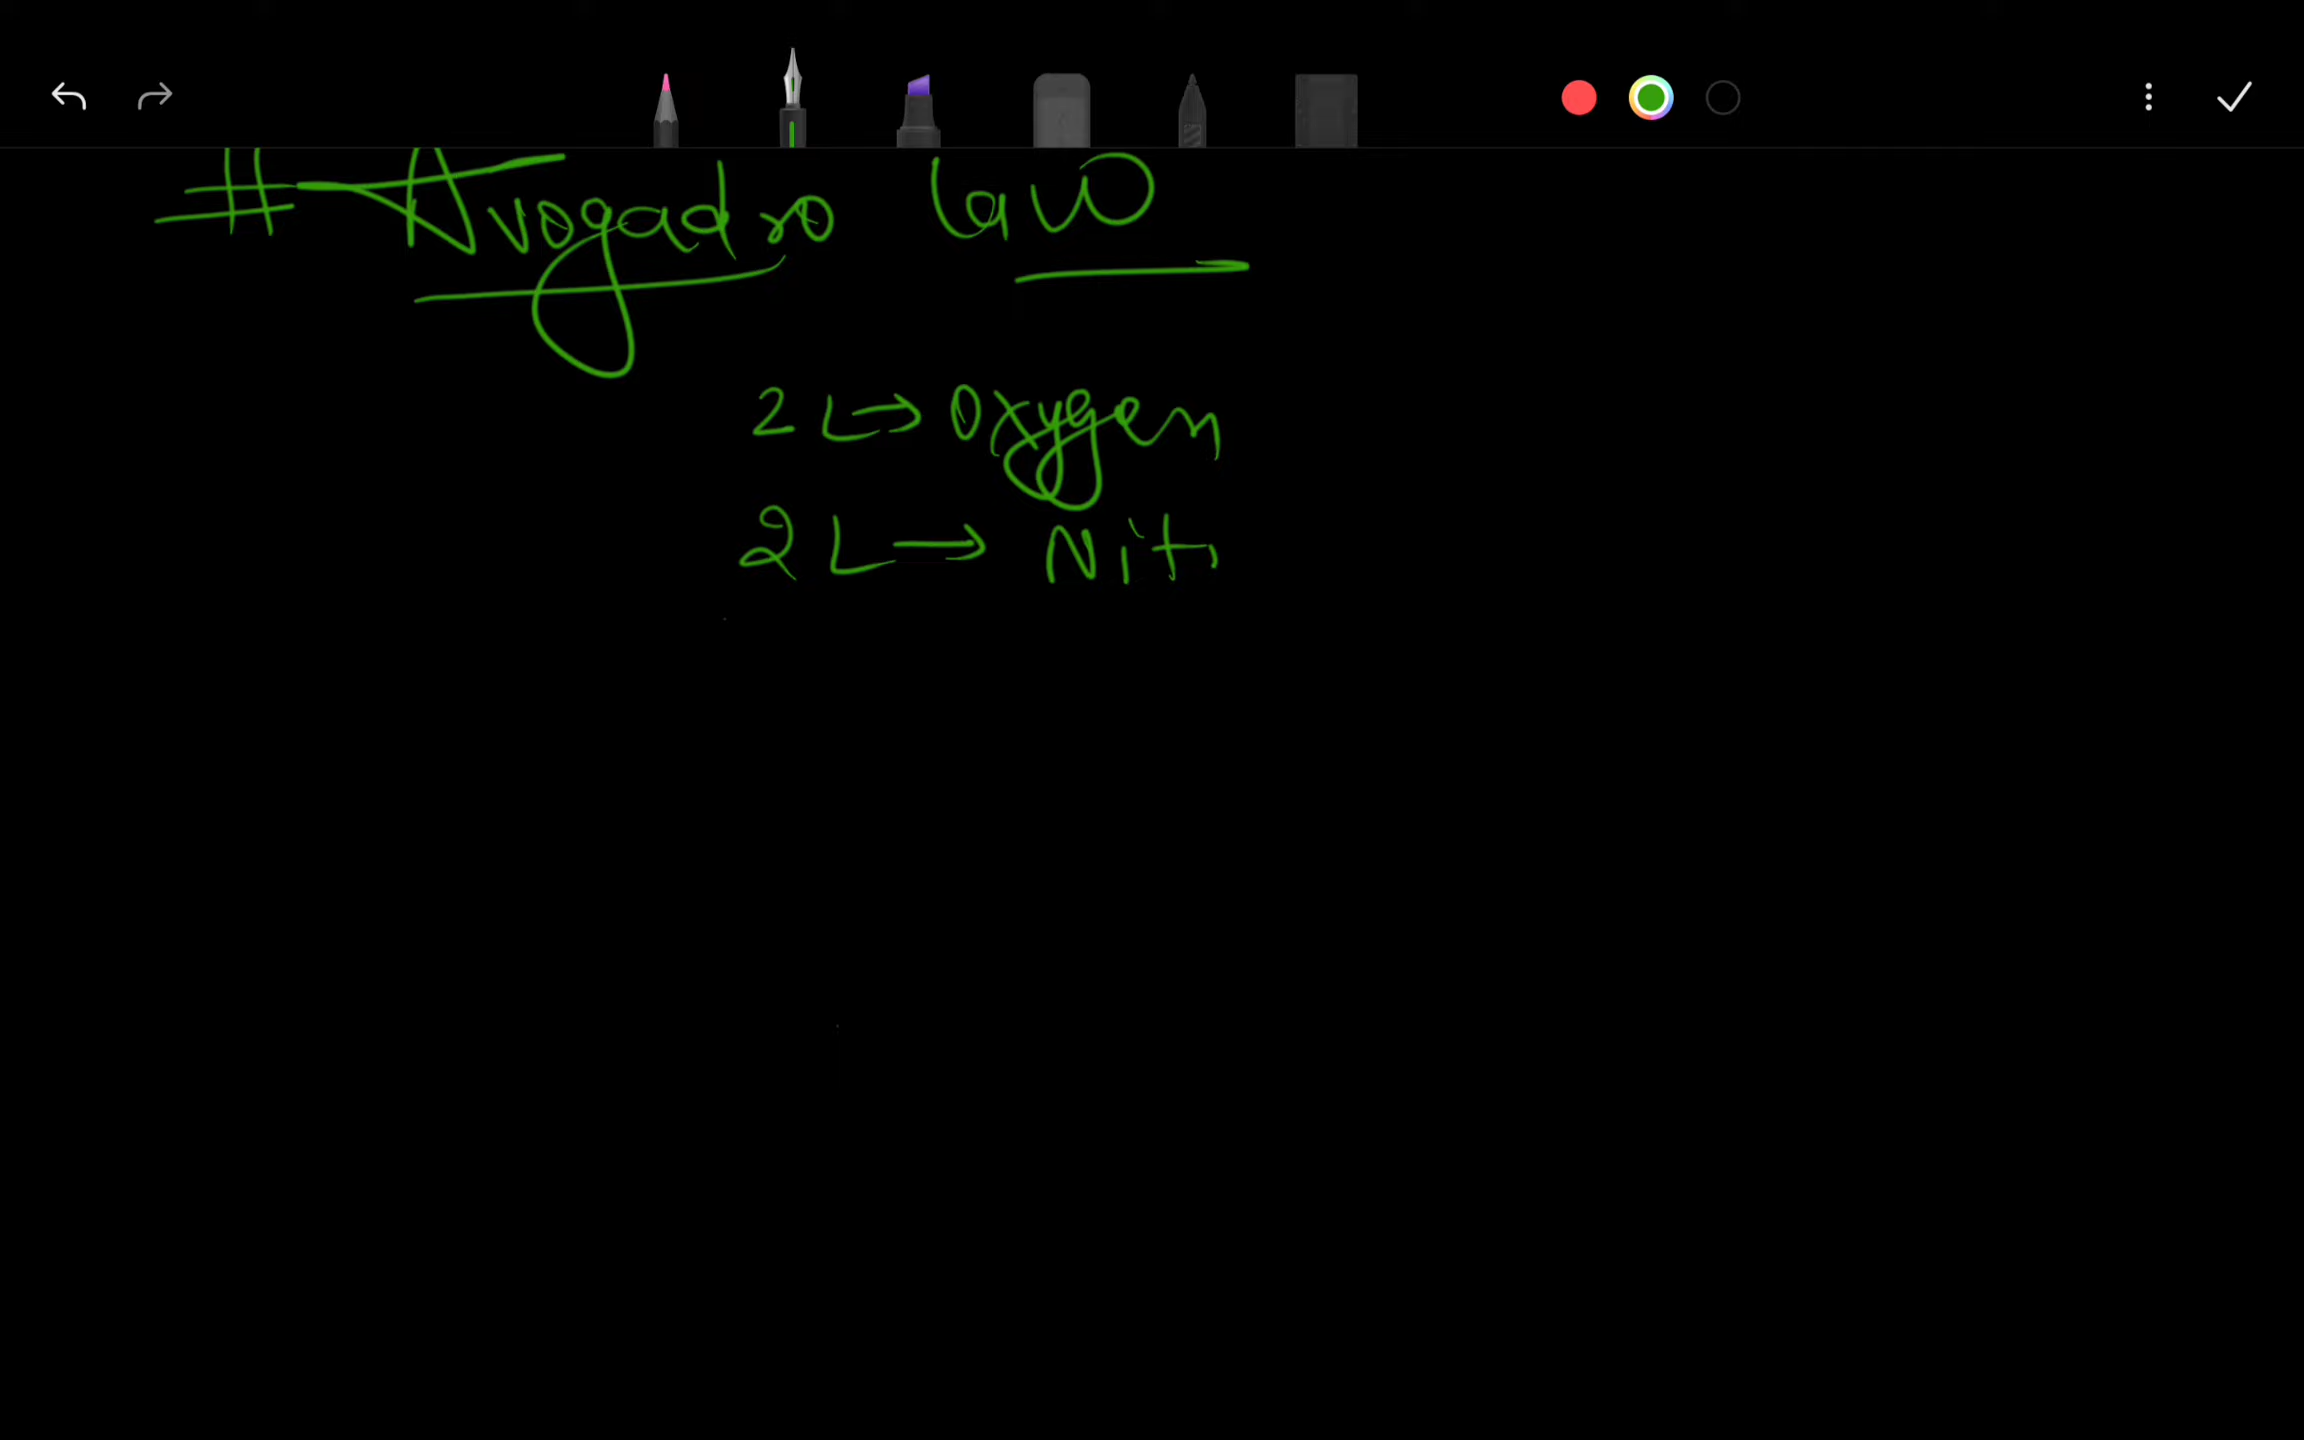 # Avogadro law
2 L → Oxygen
2 L → Nitr